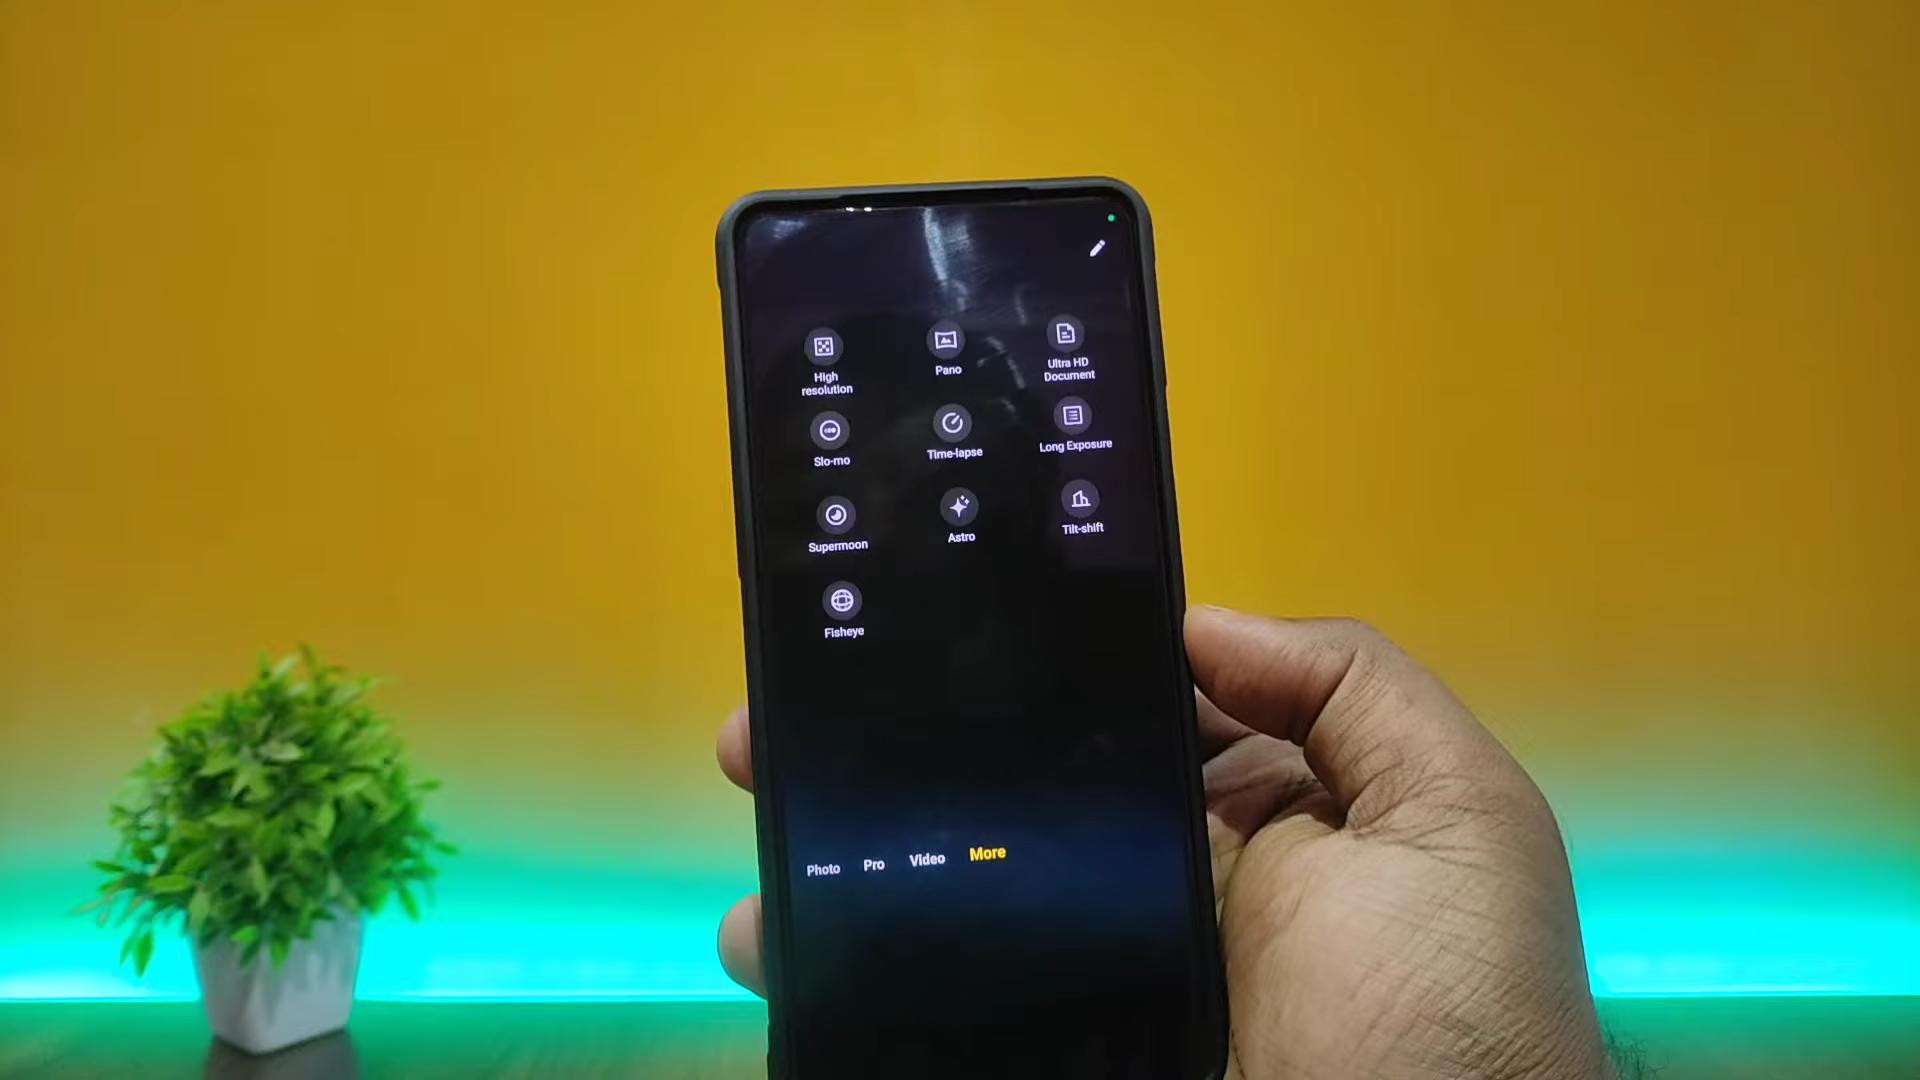 High
resolution
Pano
Ultra HD
Document
Slo-mo
Time-lapse
Long Exposure
Supermoon
Astro
Tilt-shift
Fisheye
Photo Pro Video More